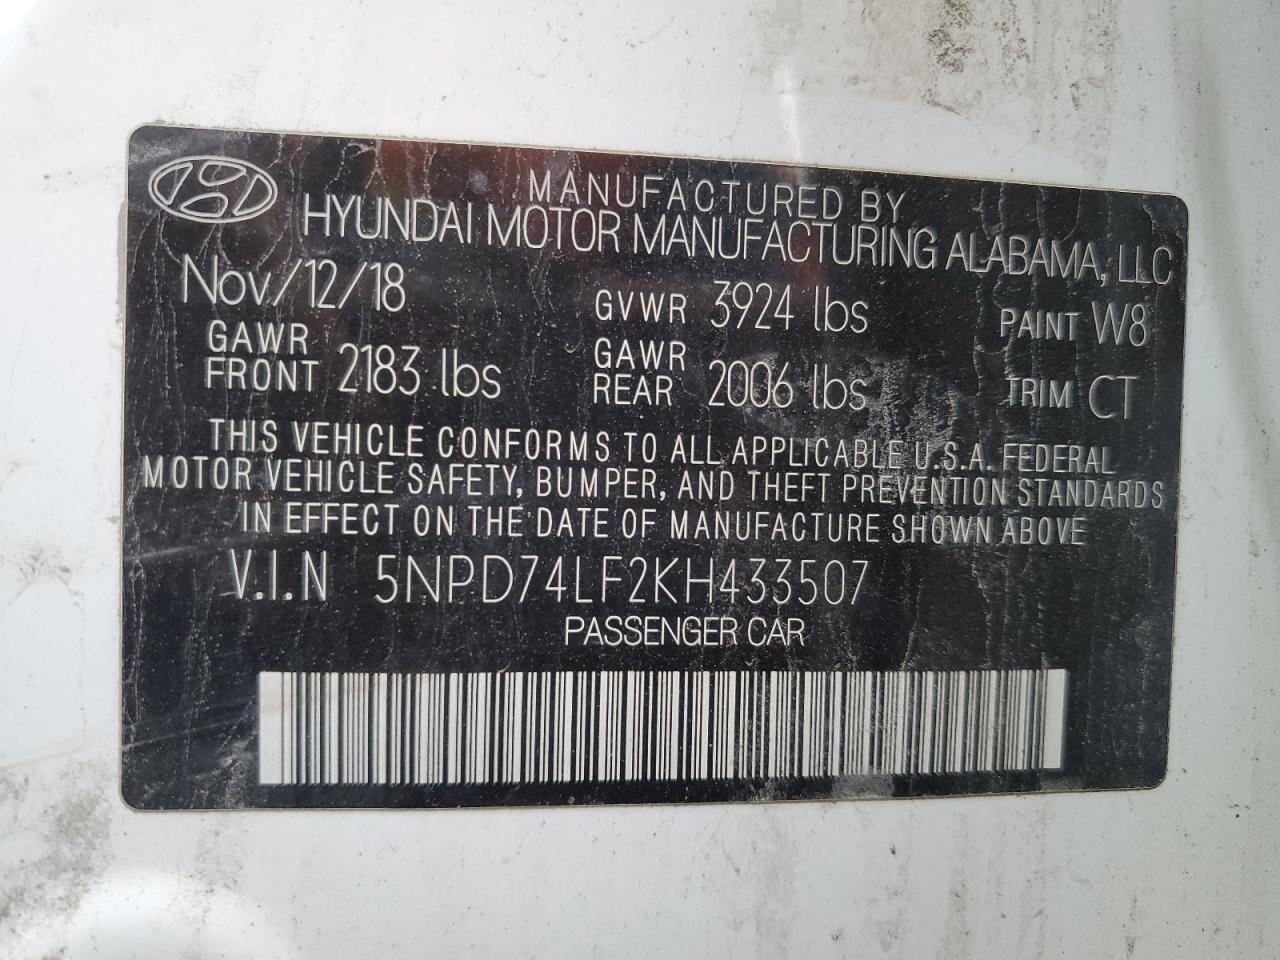 MANUFACTURED BY
HYUNDAI MOTOR MANUFACTURING ALABAMA, LLC
Nov/12/18 GVWR 3924 lbs PAINT W8
GAWR FRONT 2183 lbs GAWR REAR 2006 lbs TRIM CT
THIS VEHICLE CONFORMS TO ALL APPLICABLE U.S.A. FEDERAL
MOTOR VEHICLE SAFETY, BUMPER, AND THEFT PREVENTION STANDARDS
IN EFFECT ON THE DATE OF MANUFACTURE SHOWN ABOVE
V.I.N 5NPD74LF2KH433507
PASSENGER CAR